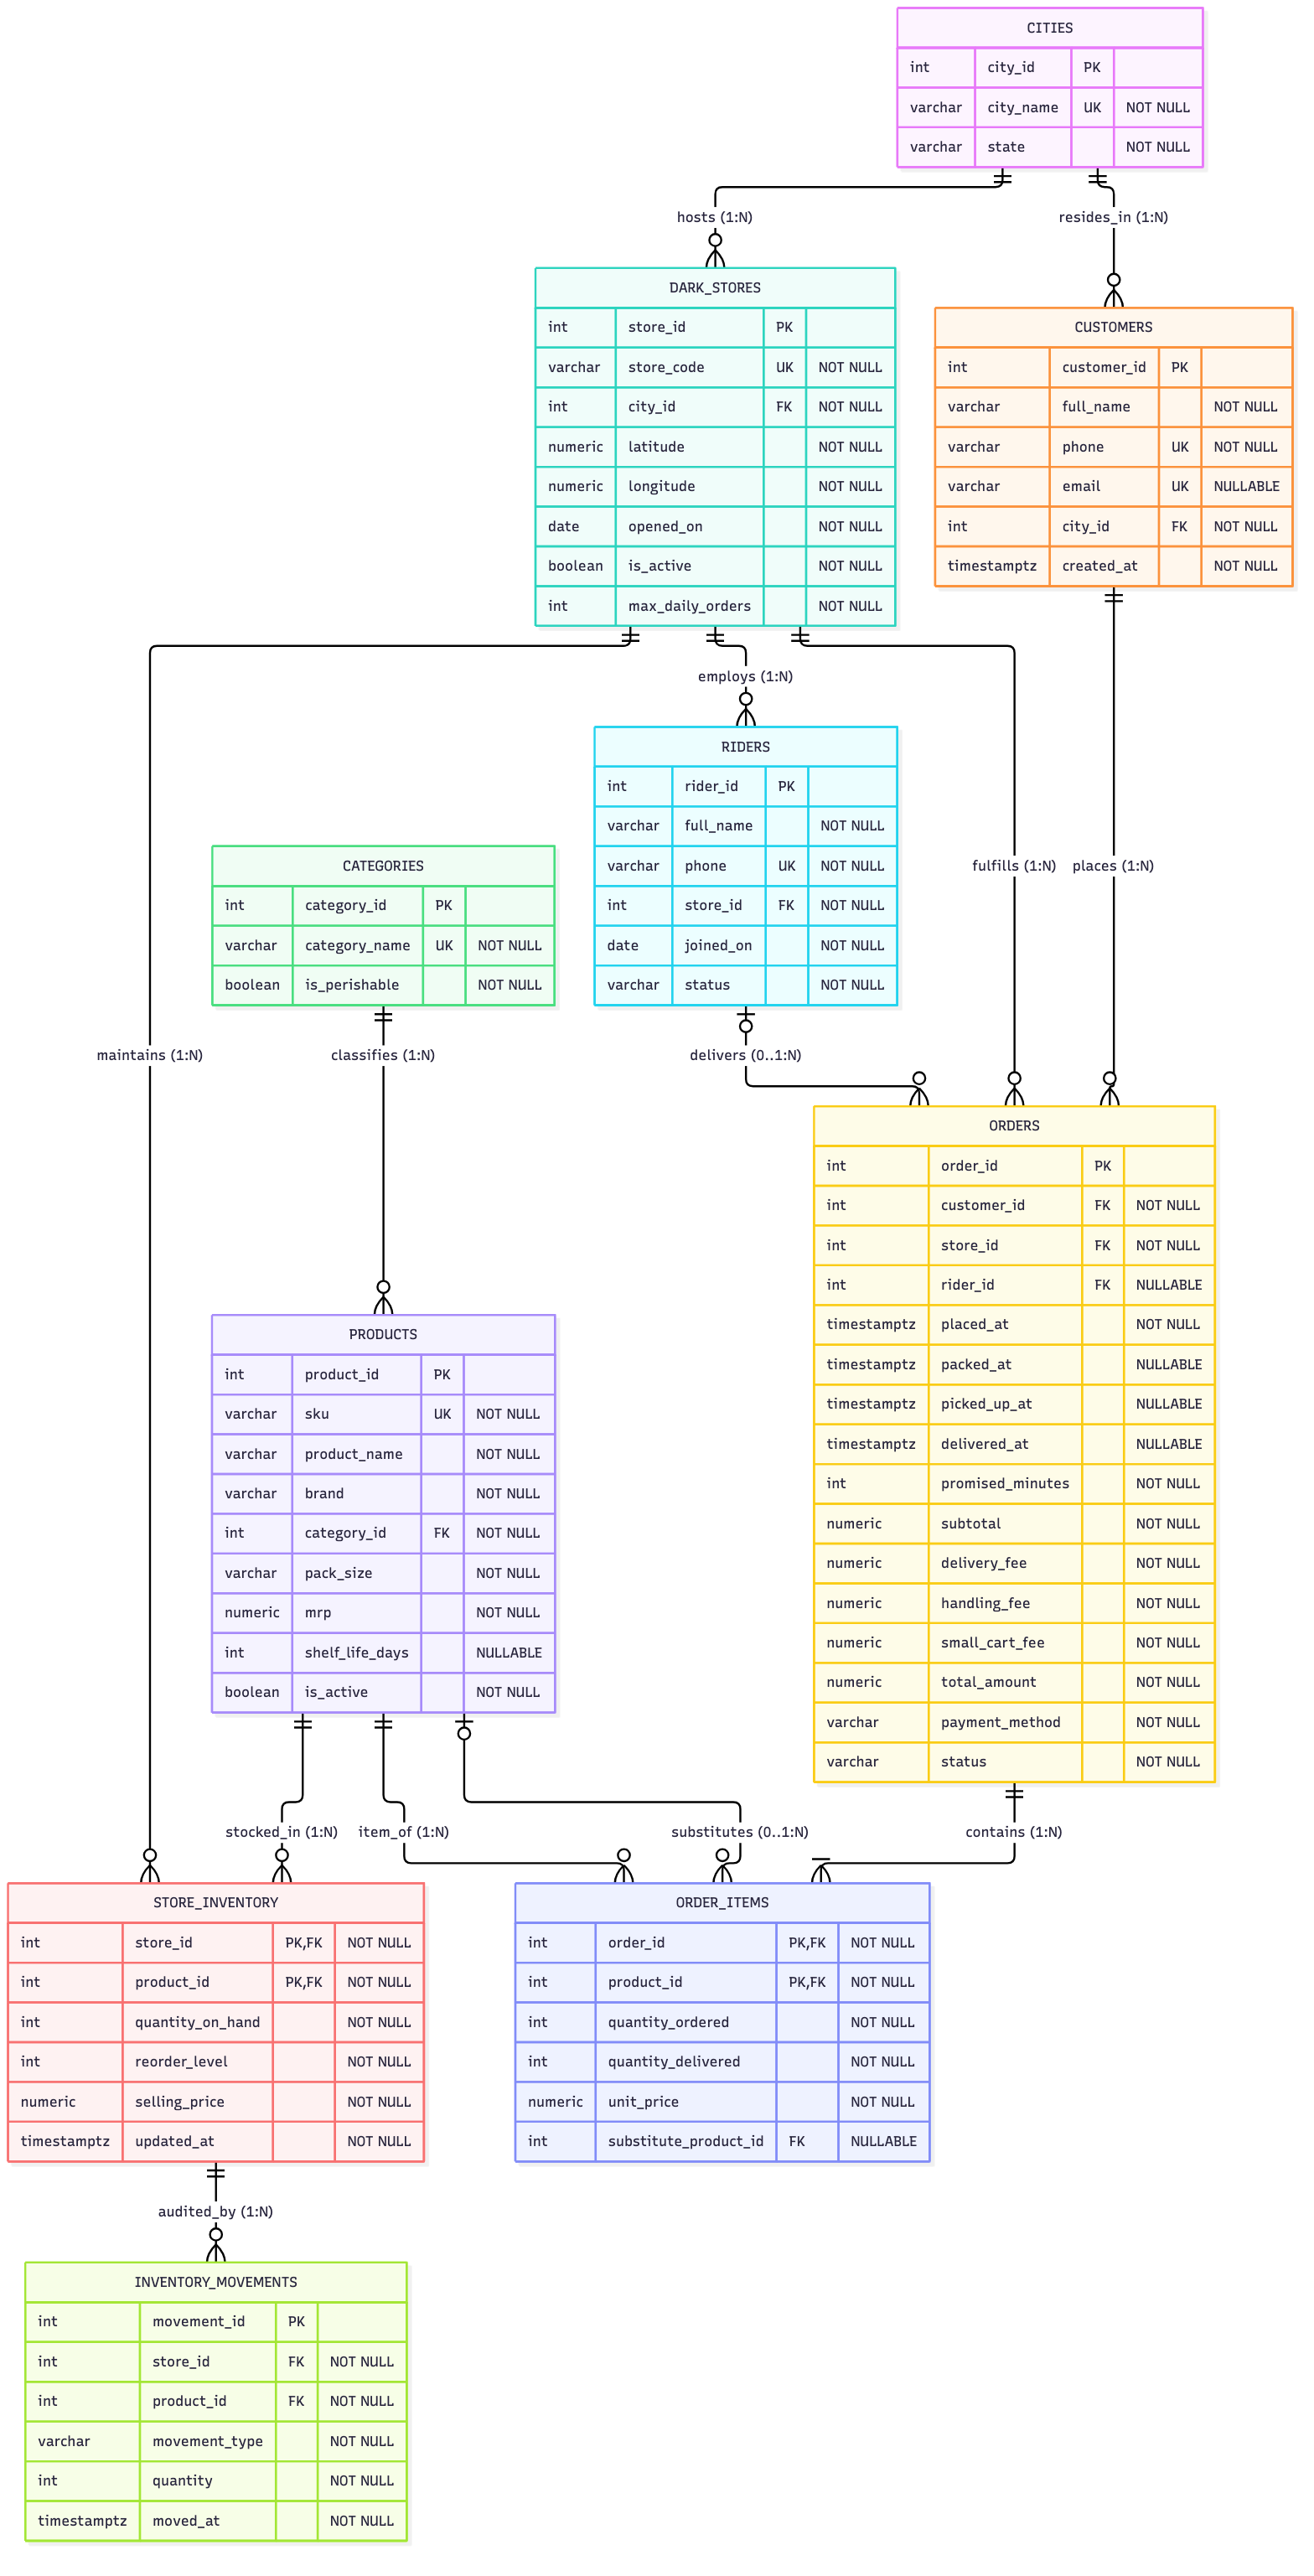 CITIES
int city_id PK
varchar city_name UK NOT NULL
varchar state NOT NULL
hosts (1:N)
resides_in (1:N)
DARK_STORES
int store_id PK
varchar store_code UK NOT NULL
int city_id FK NOT NULL
numeric latitude NOT NULL
numeric longitude NOT NULL
date opened_on NOT NULL
boolean is_active NOT NULL
int max_daily_orders NOT NULL
CUSTOMERS
int customer_id PK
varchar full_name NOT NULL
varchar phone UK NOT NULL
varchar email UK NULLABLE
int city_id FK NOT NULL
timestamptz created_at NOT NULL
employs (1:N)
RIDERS
int rider_id PK
varchar full_name NOT NULL
varchar phone UK NOT NULL
int store_id FK NOT NULL
date joined_on NOT NULL
varchar status NOT NULL
fulfills (1:N)
places (1:N)
CATEGORIES
int category_id PK
varchar category_name UK NOT NULL
boolean is_perishable NOT NULL
maintains (1:N)
classifies (1:N)
delivers (0..1:N)
ORDERS
int order_id PK
int customer_id FK NOT NULL
int store_id FK NOT NULL
int rider_id FK NULLABLE
timestamptz placed_at NOT NULL
timestamptz packed_at NULLABLE
timestamptz picked_up_at NULLABLE
timestamptz delivered_at NULLABLE
int promised_minutes NOT NULL
numeric subtotal NOT NULL
numeric delivery_fee NOT NULL
numeric handling_fee NOT NULL
numeric small_cart_fee NOT NULL
numeric total_amount NOT NULL
varchar payment_method NOT NULL
varchar status NOT NULL
PRODUCTS
int product_id PK
varchar sku UK NOT NULL
varchar product_name NOT NULL
varchar brand NOT NULL
int category_id FK NOT NULL
varchar pack_size NOT NULL
numeric mrp NOT NULL
int shelf_life_days NULLABLE
boolean is_active NOT NULL
stocked_in (1:N)
item_of (1:N)
substitutes (0..1:N)
contains (1:N)
STORE_INVENTORY
int store_id PK,FK NOT NULL
int product_id PK,FK NOT NULL
int quantity_on_hand NOT NULL
int reorder_level NOT NULL
numeric selling_price NOT NULL
timestamptz updated_at NOT NULL
ORDER_ITEMS
int order_id PK,FK NOT NULL
int product_id PK,FK NOT NULL
int quantity_ordered NOT NULL
int quantity_delivered NOT NULL
numeric unit_price NOT NULL
int substitute_product_id FK NULLABLE
audited_by (1:N)
INVENTORY_MOVEMENTS
int movement_id PK
int store_id FK NOT NULL
int product_id FK NOT NULL
varchar movement_type NOT NULL
int quantity NOT NULL
timestamptz moved_at NOT NULL